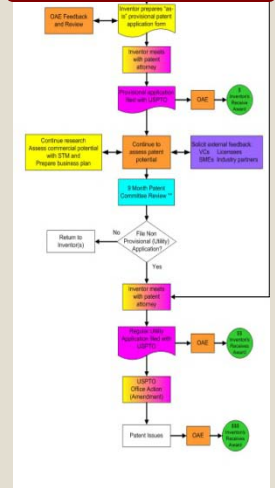 Inventor prepares "as-
is" provisional patent
application form
OAE Feedback
and Review
Inventor meets
with patent
attorney
Provisional application
filed with USPTO
OAE
$
Inventor/s
Receive
Award
Continue research
Assess commercial potential
with STM and
Prepare business plan
Continue to
assess patent
potential
Solicit external feedback:
VCs Licensees
SMEs Industry partners
9 Month Patent
Committee Review **
File Non
Provisional (Utility)
Application?
No
Return to
Inventor(s)
Yes
Inventor meets
with patent
attorney
Regular Utility
Application filed with
USPTO
OAE
$$
Inventor/s
Receives
Award
USPTO
Office Action
(Amendment)
Patent Issues
OAE
$$$
Inventor/s
Receives
Award